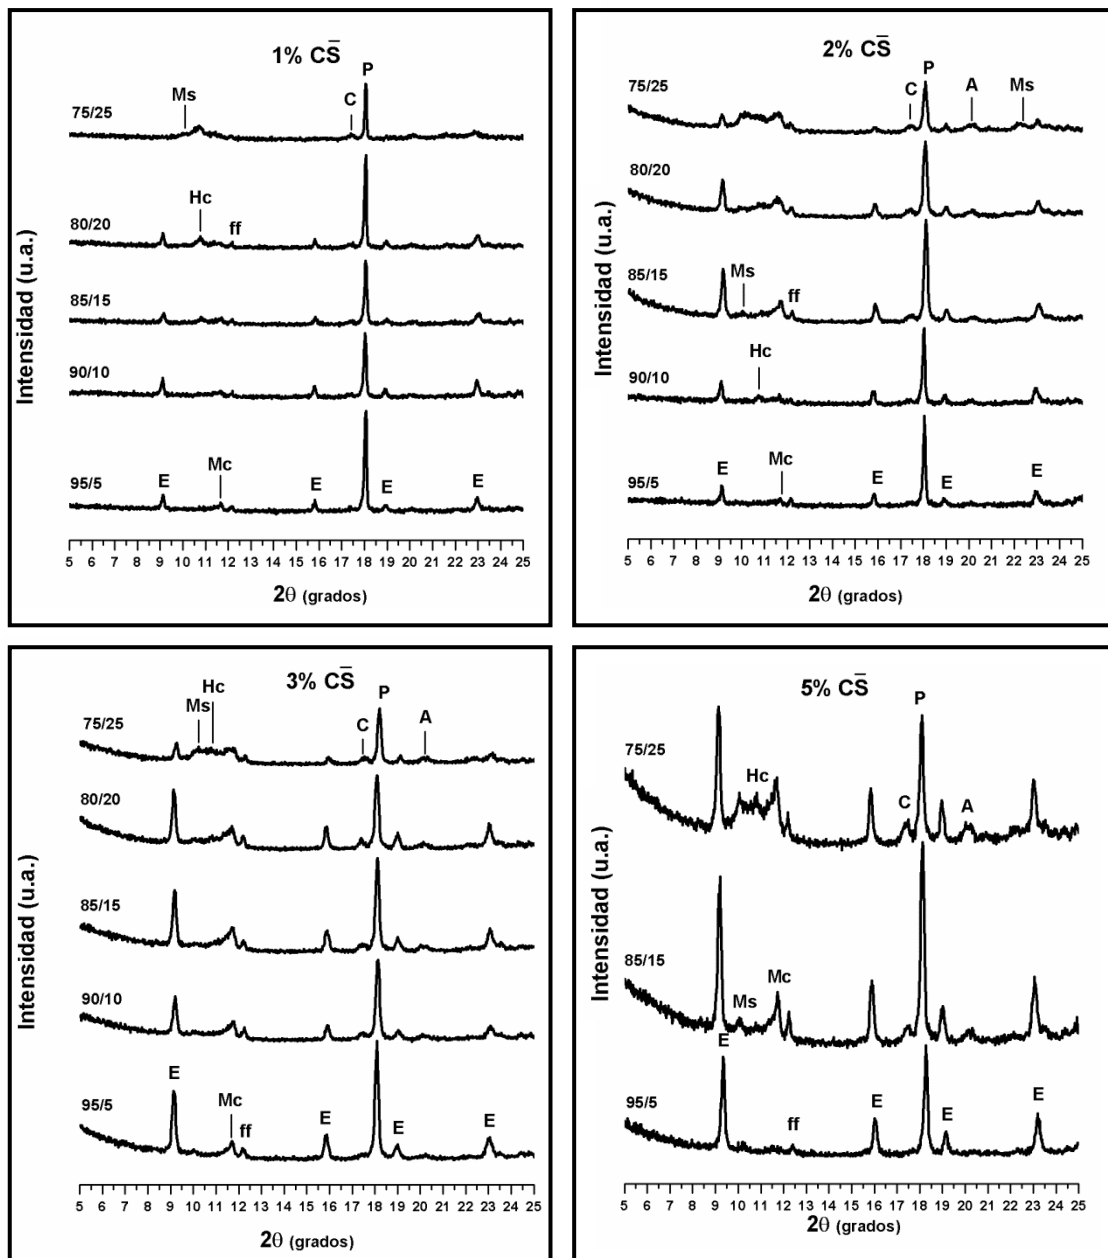 1% CS̅
P
Ms
C
75/25
Hc
80/20
ff
85/15
90/10
Mc
95/5
E
E
E
E
5 6 7 8 9 10 11 12 13 14 15 16 17 18 19 20 21 22 23 24 25
2θ (grados)
Intensidad (u.a.)
2% CS̅
P
75/25
C
A
Ms
80/20
85/15
Ms
ff
90/10
Hc
95/5
E
Mc
E
E
E
5 6 7 8 9 10 11 12 13 14 15 16 17 18 19 20 21 22 23 24 25
2θ (grados)
Intensidad (u.a.)
3% CS̅
P
Hc
Ms
75/25
C
A
80/20
85/15
90/10
E
Mc
ff
95/5
E
E
E
5 6 7 8 9 10 11 12 13 14 15 16 17 18 19 20 21 22 23 24 25
2θ (grados)
Intensidad (u.a.)
5% CS̅
P
75/25
Hc
C
A
85/15
Ms
Mc
E
95/5
ff
E
E
E
5 6 7 8 9 10 11 12 13 14 15 16 17 18 19 20 21 22 23 24 25
2θ (grados)
Intensidad (u.a.)